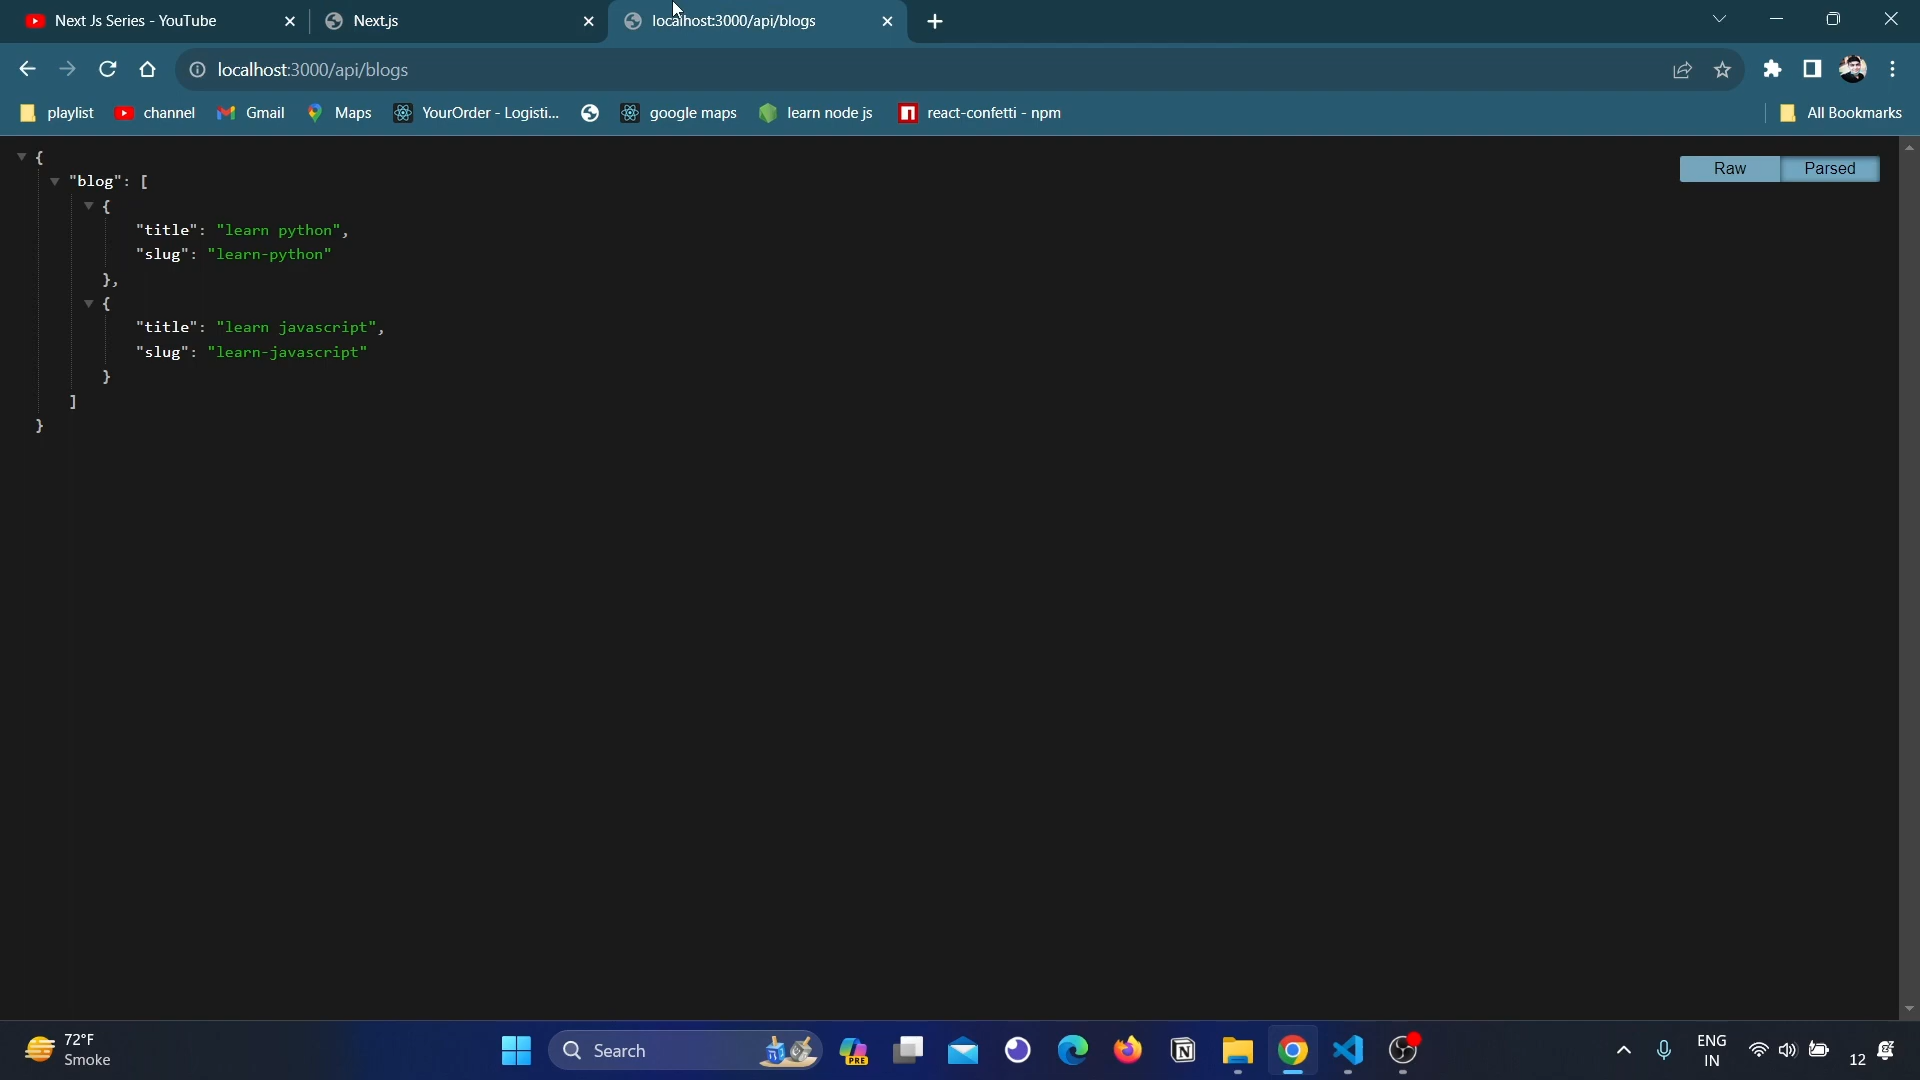 Next Js Series - YouTube
Next.js
localhost:3000/api/blogs
localhost:3000/api/blogs
playlist
channel
Gmail
Maps
YourOrder - Logisti...
google maps
learn node js
react-confetti - npm
All Bookmarks
{
"blog": [
{
"title": "learn python",
"slug": "learn-python"
},
{
"title": "learn javascript",
"slug": "learn-javascript"
}
]
}
Raw
Parsed
72°F
Smoke
Search
PRE
ENG
IN
12